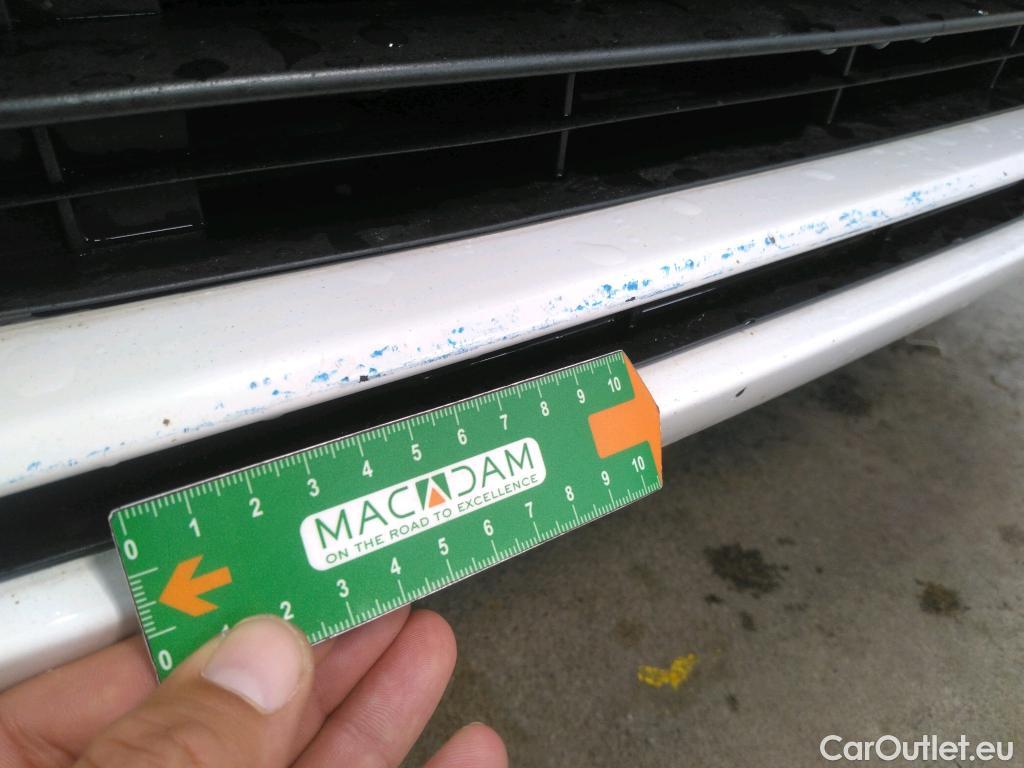 0 1 2 3 4 5 6 7 8 9 10
MACADAM
ON THE ROAD TO EXCELLENCE
0 1 2 3 4 5 6 7 8 9 10
CarOutlet.eu